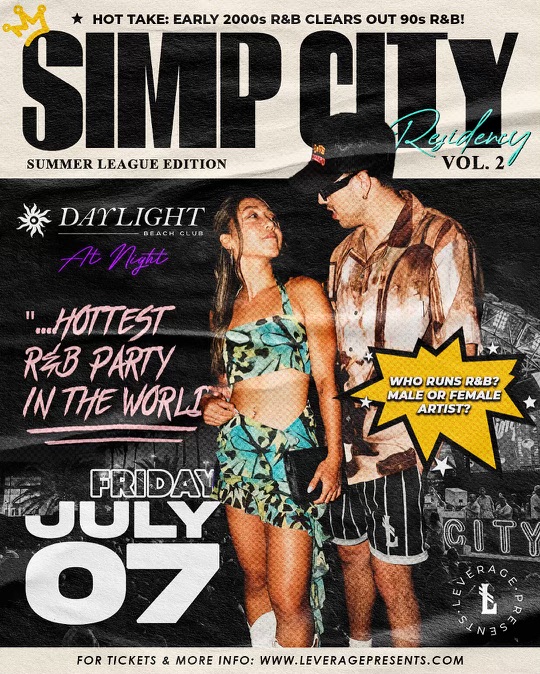 ★ HOT TAKE: EARLY 2000s R&B CLEARS OUT 90s R&B!
SIMP CITY
Residency
SUMMER LEAGUE EDITION
VOL. 2
DAYLIGHT
BEACH CLUB
At Night
"...HOTTEST
R&B PARTY
IN THE WORLD
WHO RUNS R&B?
MALE OR FEMALE
ARTIST?
FRIDAY
JULY
07
CITY
LEVERAGE PRESENTS
L
FOR TICKETS & MORE INFO: WWW.LEVERAGEPRESENTS.COM